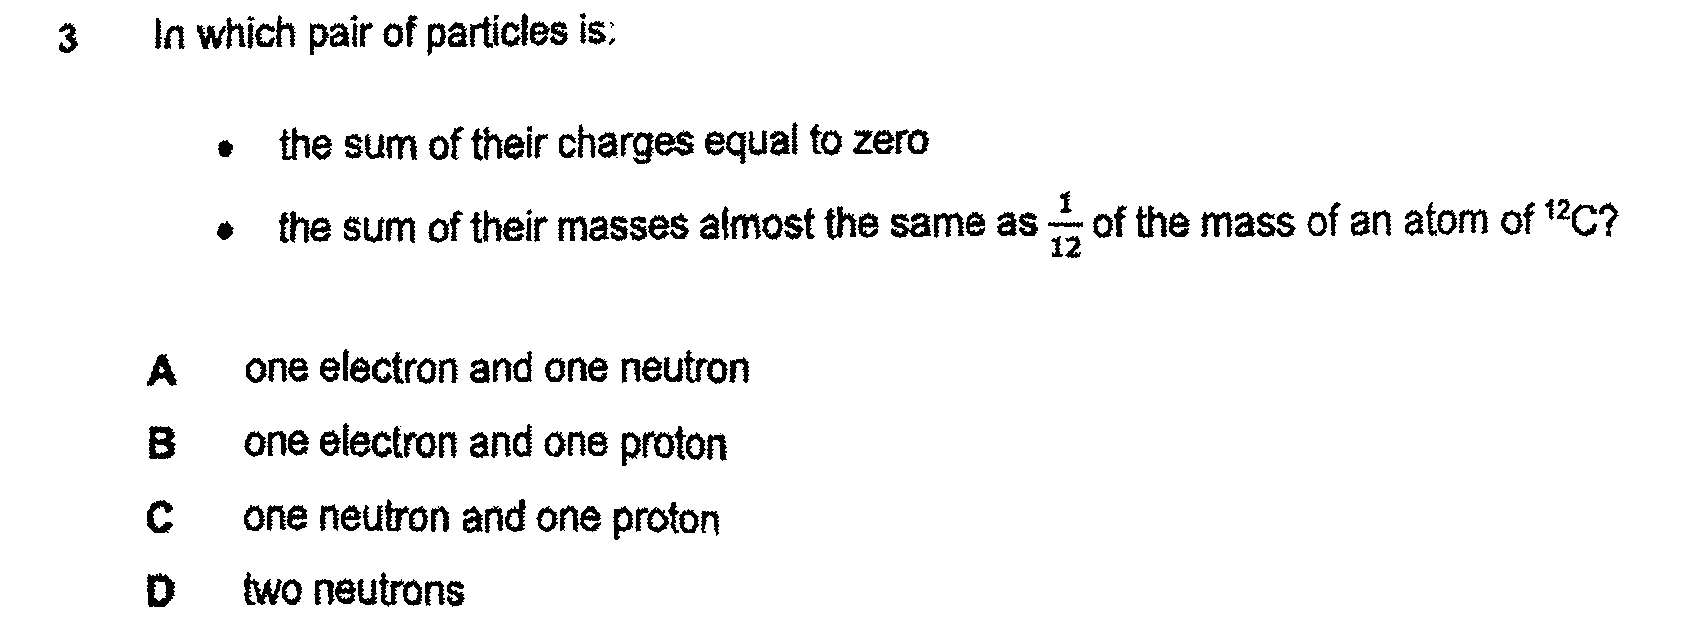 3 In which pair of particles is:
• the sum of their charges equal to zero
• the sum of their masses almost the same as 1/12 of the mass of an atom of ¹²C?
A one electron and one neutron
B one electron and one proton
C one neutron and one proton
D two neutrons